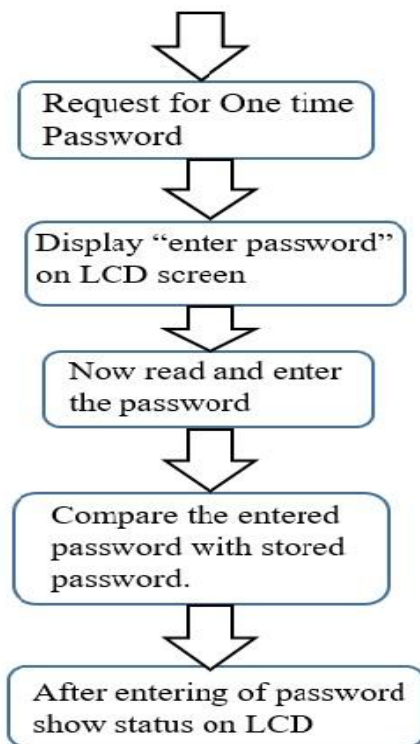 Request for One time
Password
Display “enter password”
on LCD screen
Now read and enter
the password
Compare the entered
password with stored
password.
After entering of password
show status on LCD